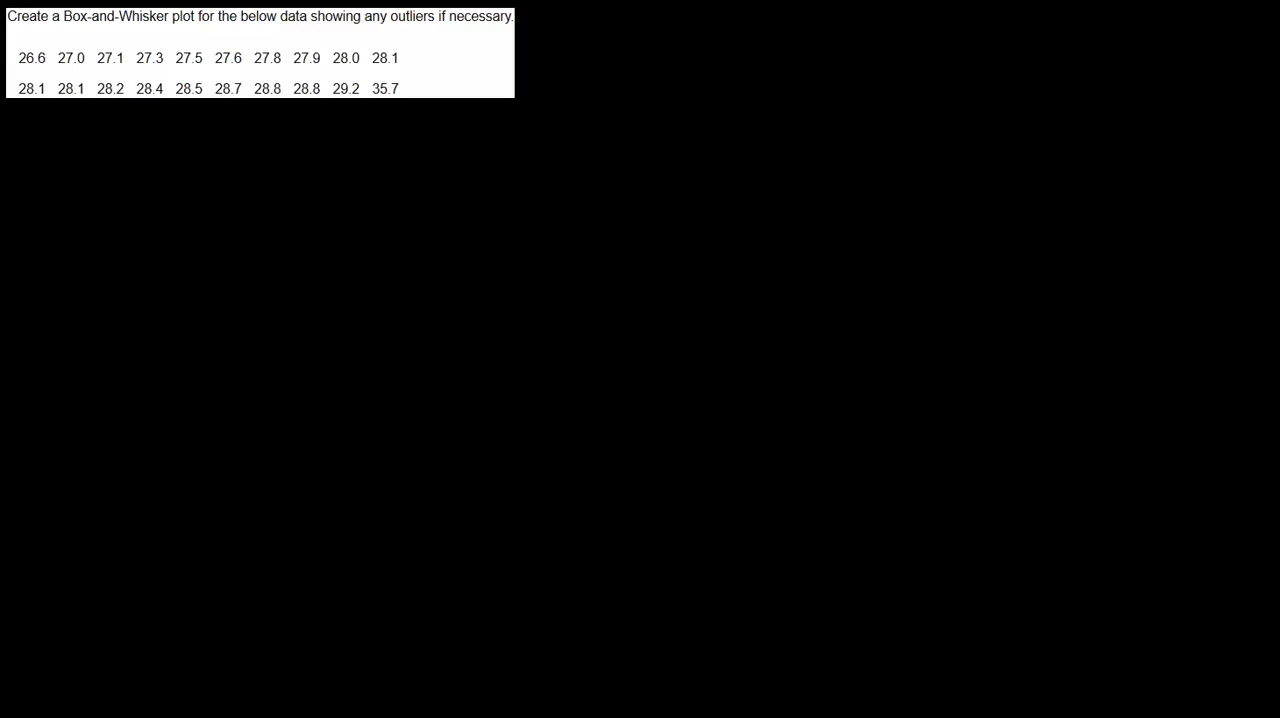 Create a Box-and-Whisker plot for the below data showing any outliers if necessary.
26.6 27.0 27.1 27.3 27.5 27.6 27.8 27.9 28.0 28.1
28.1 28.1 28.2 28.4 28.5 28.7 28.8 28.8 29.2 35.7